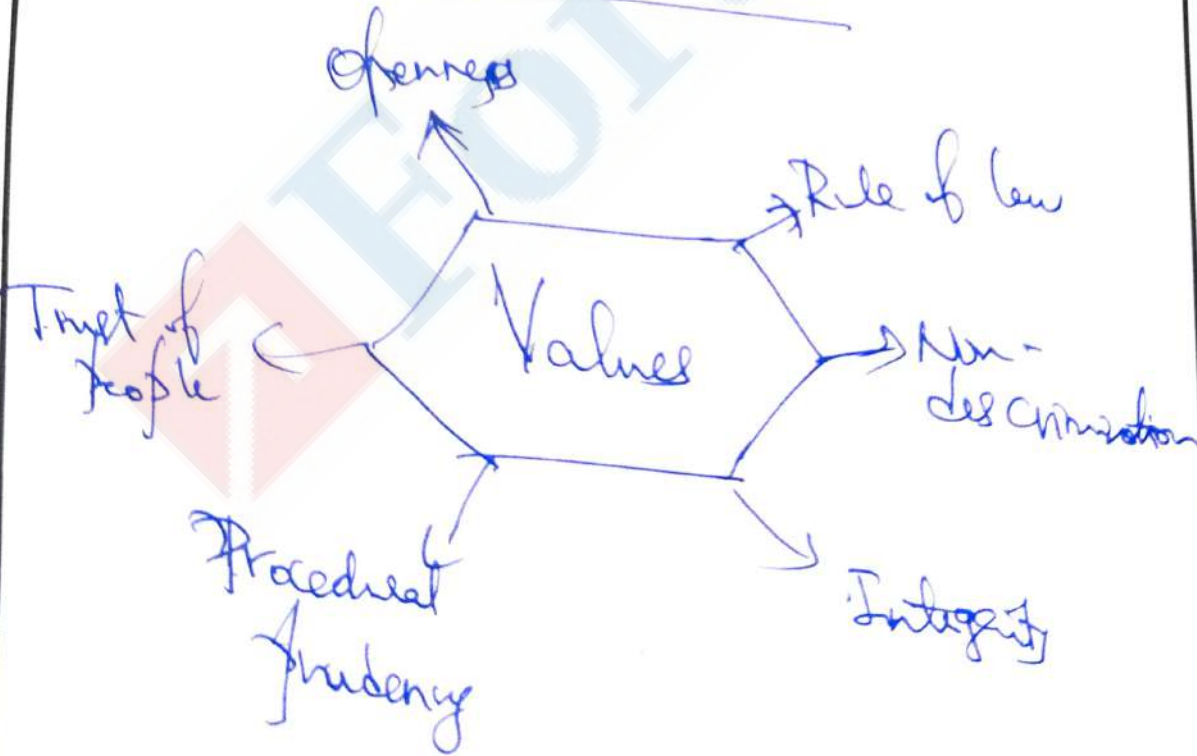 Openness
Rule of law
Trust of
people
Values
Non-
descrimination
Procedural
prudency
Integrity